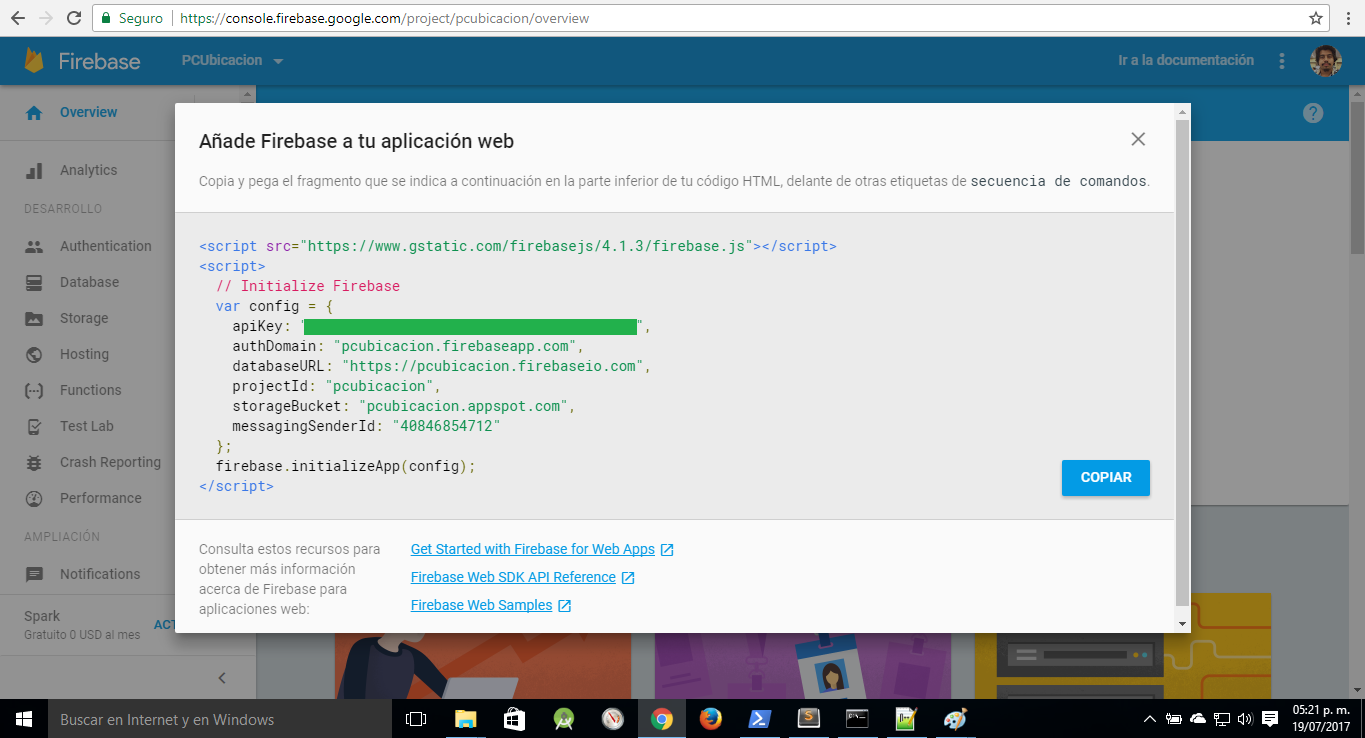 Seguro
https://console.firebase.google.com/project/pcubicacion/overview
Firebase
PCUbicacion
Ir a la documentación
Overview
Analytics
DESARROLLO
Authentication
Database
Storage
Hosting
Functions
Test Lab
Crash Reporting
Performance
AMPLIACIÓN
Notifications
Spark
Gratuito 0 USD al mes
ACT
Añade Firebase a tu aplicación web
Copia y pega el fragmento que se indica a continuación en la parte inferior de tu código HTML, delante de otras etiquetas de secuencia de comandos.
<script src="https://www.gstatic.com/firebasejs/4.1.3/firebase.js"></script>
<script>
// Initialize Firebase
var config = {
apiKey: "",
authDomain: "pcubicacion.firebaseapp.com",
databaseURL: "https://pcubicacion.firebaseio.com",
projectId: "pcubicacion",
storageBucket: "pcubicacion.appspot.com",
messagingSenderId: "40846854712"
};
firebase.initializeApp(config);
</script>
COPIAR
Consulta estos recursos para
obtener más información
acerca de Firebase para
aplicaciones web:
Get Started with Firebase for Web Apps
Firebase Web SDK API Reference
Firebase Web Samples
Buscar en Internet y en Windows
05:21 p. m.
19/07/2017